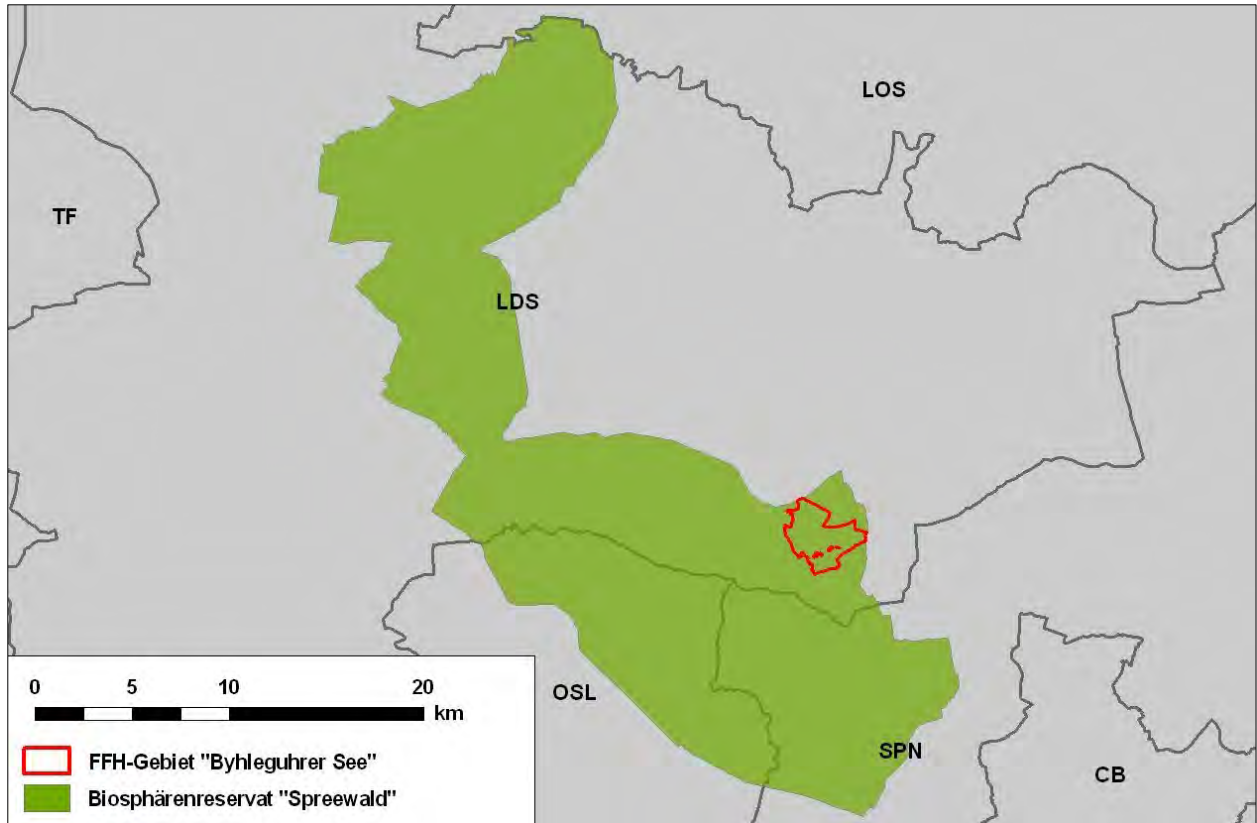 LOS
TF
LDS
OSL
SPN
CB
0 5 10 20
km
FFH-Gebiet "Byhleguhrer See"
Biosphärenreservat "Spreewald"